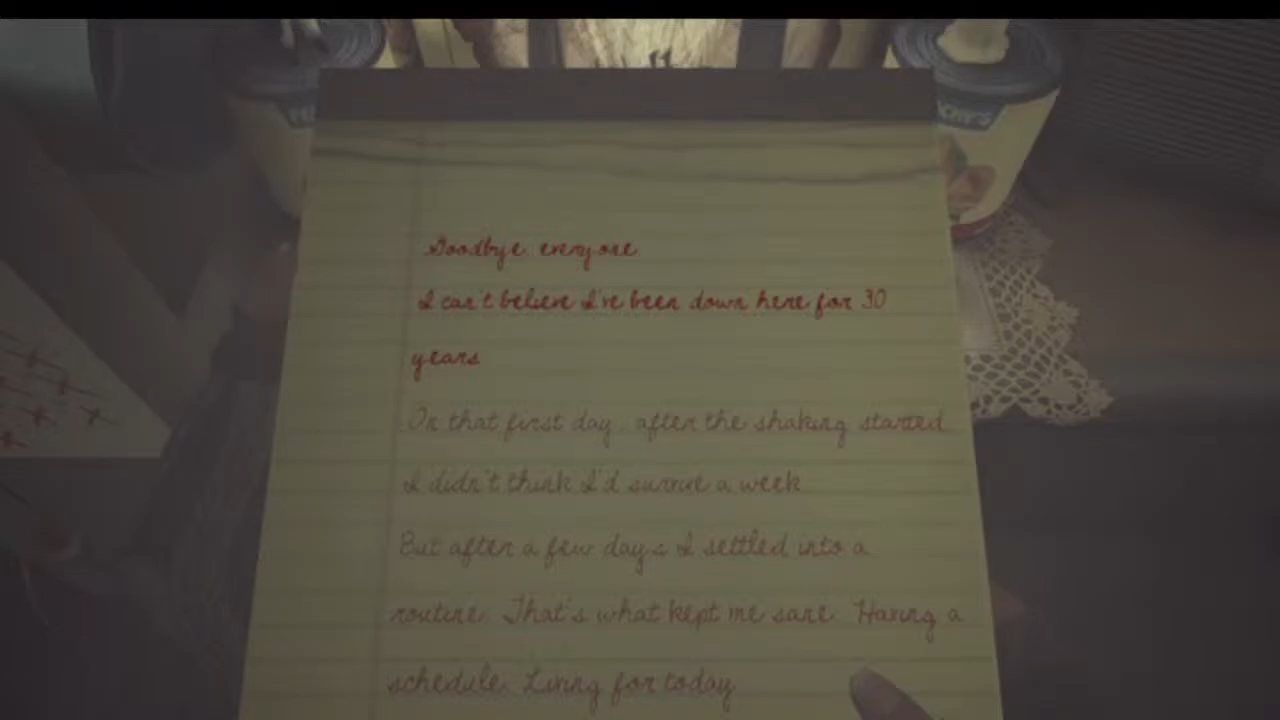 Goodbye everyone
I can't believe I've been down here for 30
years
On that first day, after the shaking started
I didn't think I'd survive a week
But after a few days I settled into a
routine. That's what kept me sane. Having a
schedule. Living for today